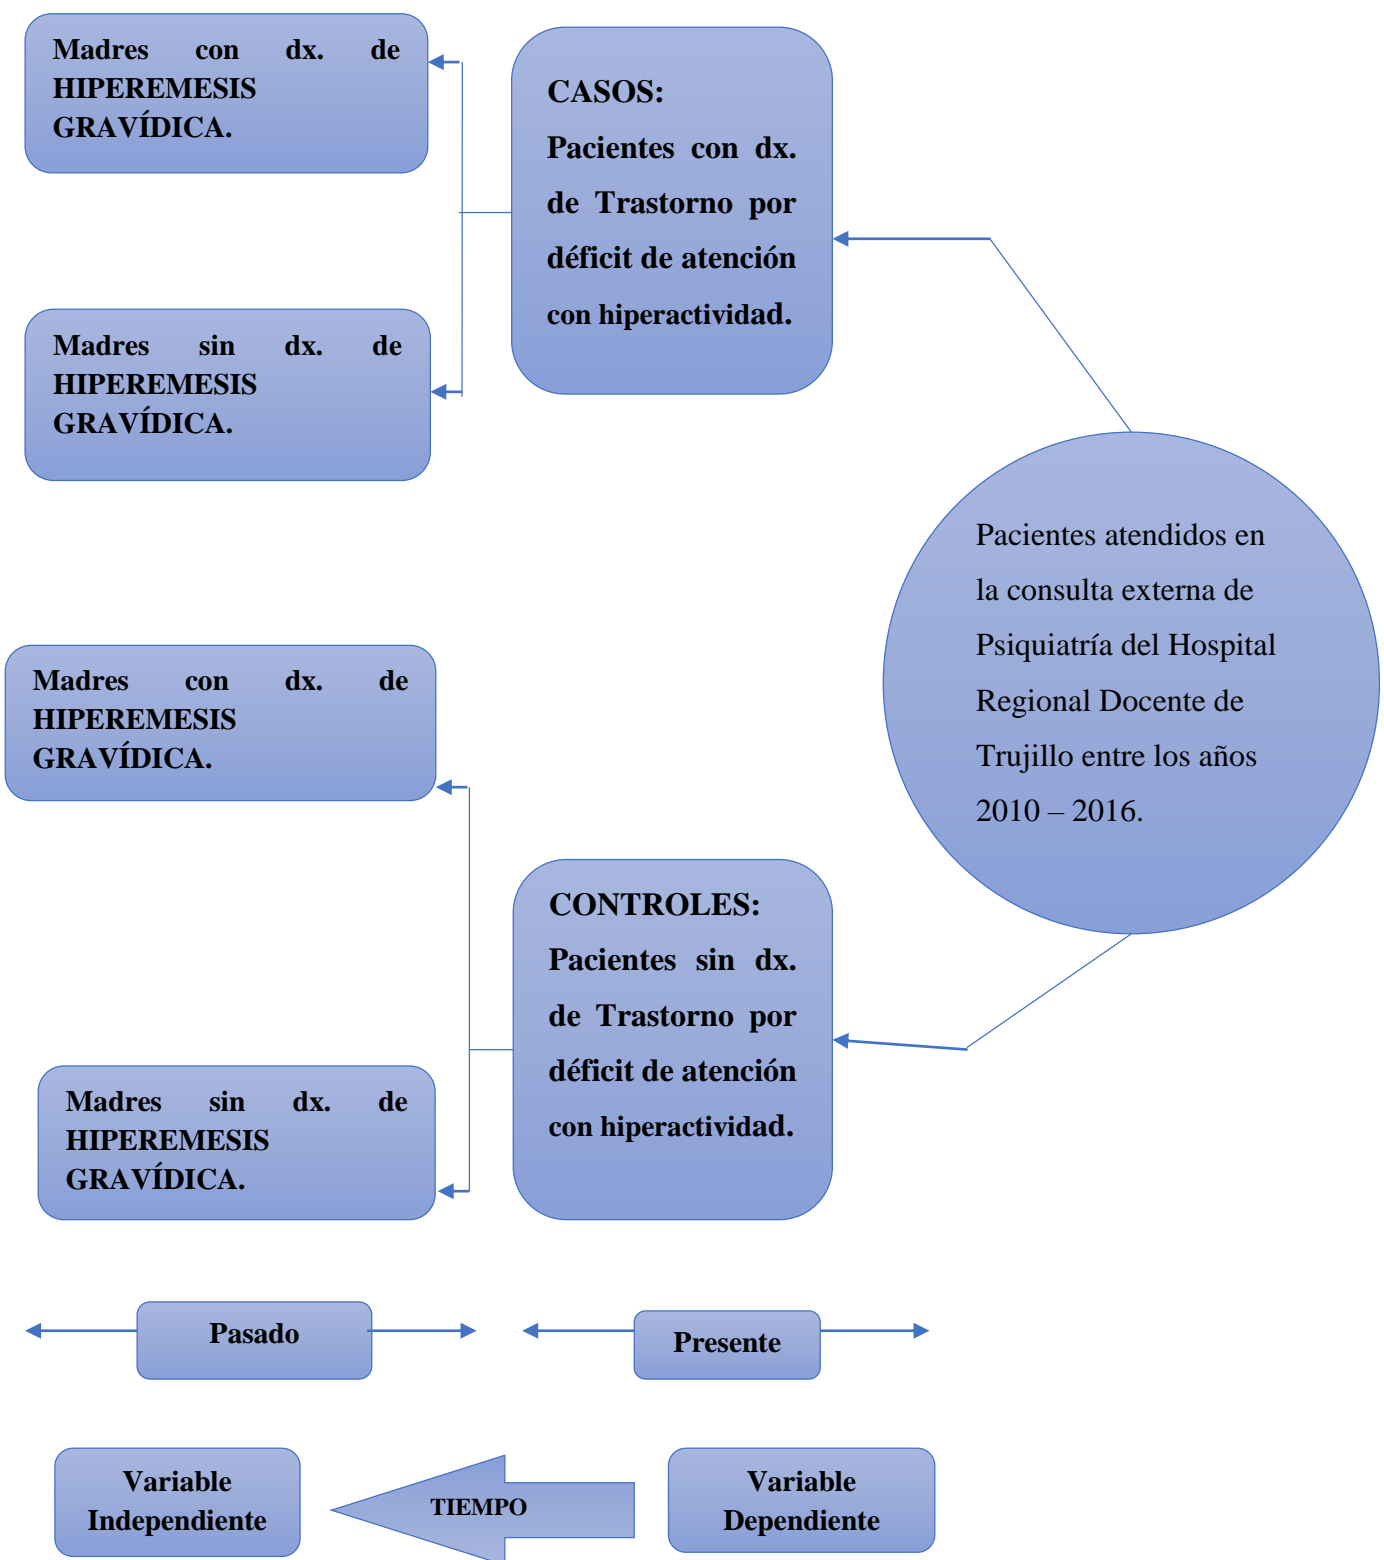 Madres con dx. de
HIPEREMESIS
GRAVÍDICA.
CASOS:
Pacientes con dx.
de Trastorno por
déficit de atención
con hiperactividad.
Madres sin dx. de
HIPEREMESIS
GRAVÍDICA.
Pacientes atendidos en
la consulta externa de
Psiquiatría del Hospital
Regional Docente de
Trujillo entre los años
2010 – 2016.
Madres con dx. de
HIPEREMESIS
GRAVÍDICA.
CONTROLES:
Pacientes sin dx.
de Trastorno por
déficit de atención
con hiperactividad.
Madres sin dx. de
HIPEREMESIS
GRAVÍDICA.
Pasado
Presente
Variable
Independiente
TIEMPO
Variable
Dependiente